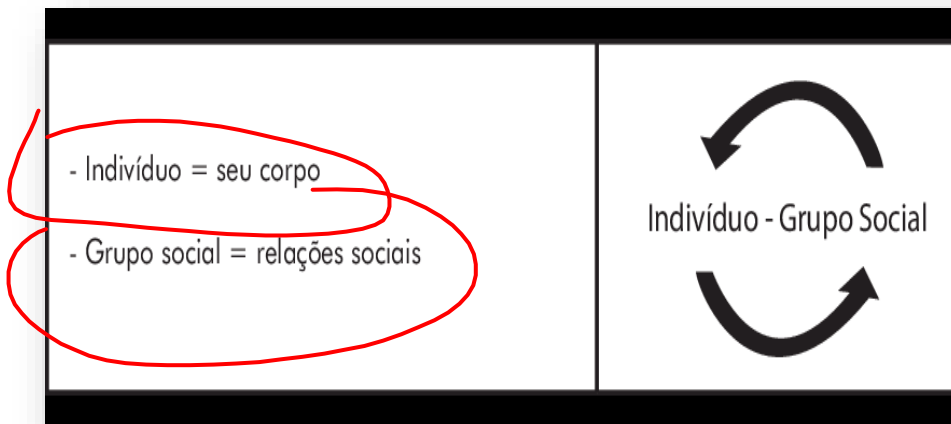 - Indivíduo = seu corpo
- Grupo social = relações sociais
Indivíduo - Grupo Social